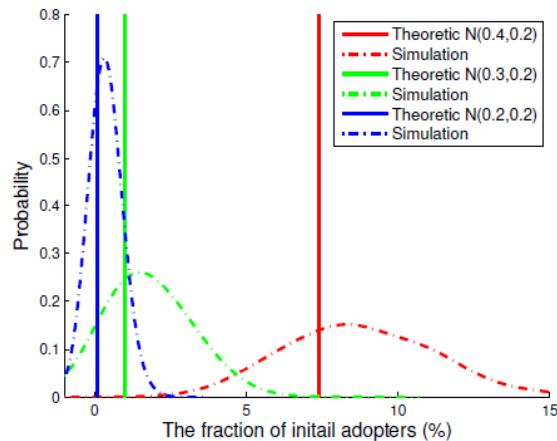 0.8
0.7
0.6
0.5
0.4
0.3
0.2
0.1
0
Probability
Theoretic N(0.4,0.2)
Simulation
Theoretic N(0.3,0.2)
Simulation
Theoretic N(0.2,0.2)
Simulation
0 5 10 15
The fraction of initail adopters (%)